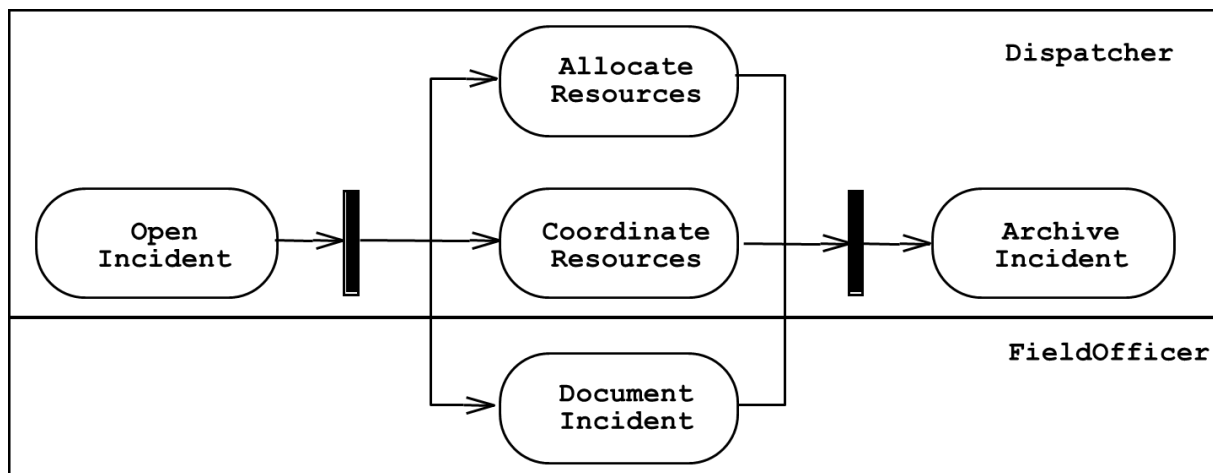 Allocate
Resources
Dispatcher
Open
Incident
Coordinate
Resources
Archive
Incident
FieldOfficer
Document
Incident